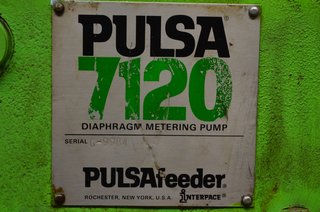 PULSA®
7120
DIAPHRAGM METERING PUMP
SERIAL
PULSAfeeder®
ROCHESTER, NEW YORK, U.S.A. INTERPACE®